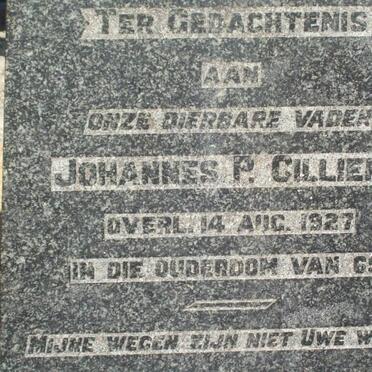 TER GEDACHTENIS
AAN
ONZE DIERBARE VADER
JOHANNES P. CILLIE
OVERL. 14 AUG. 1927
IN DIE OUDERDOM VAN 6
MIJNE WEGEN ZIJN NIET UWE W